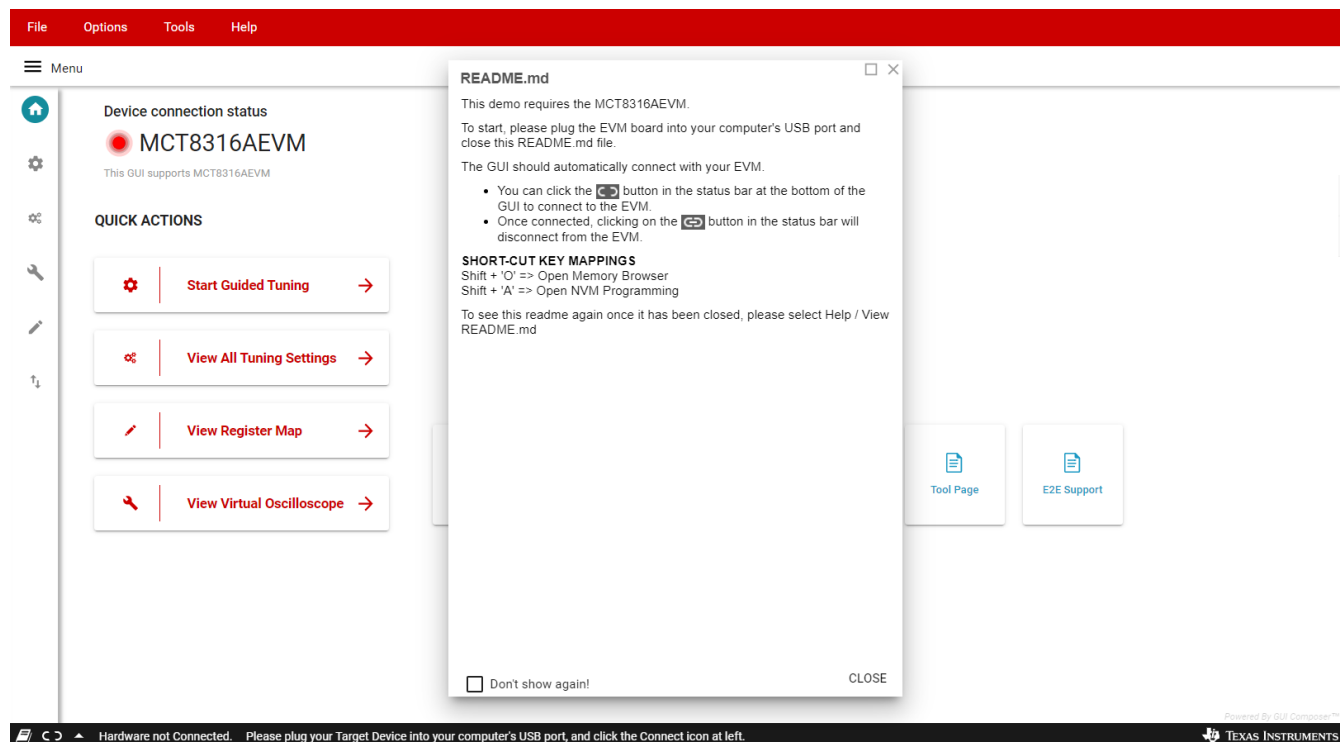 File Options Tools Help
Menu
Device connection status
MCT8316AEVM
This GUI supports MCT8316AEVM
QUICK ACTIONS
Start Guided Tuning
View All Tuning Settings
View Register Map
View Virtual Oscilloscope
README.md
This demo requires the MCT8316AEVM.
To start, please plug the EVM board into your computer's USB port and
close this README.md file.
The GUI should automatically connect with your EVM.
• You can click the button in the status bar at the bottom of the
GUI to connect to the EVM.
• Once connected, clicking on the button in the status bar will
disconnect from the EVM.
SHORT-CUT KEY MAPPINGS
Shift + 'O' => Open Memory Browser
Shift + 'A' => Open NVM Programming
To see this readme again once it has been closed, please select Help / View
README.md
Don't show again!
CLOSE
Tool Page
E2E Support
Powered By GUI Composer™
Hardware not Connected. Please plug your Target Device into your computer's USB port, and click the Connect icon at left.
TEXAS INSTRUMENTS